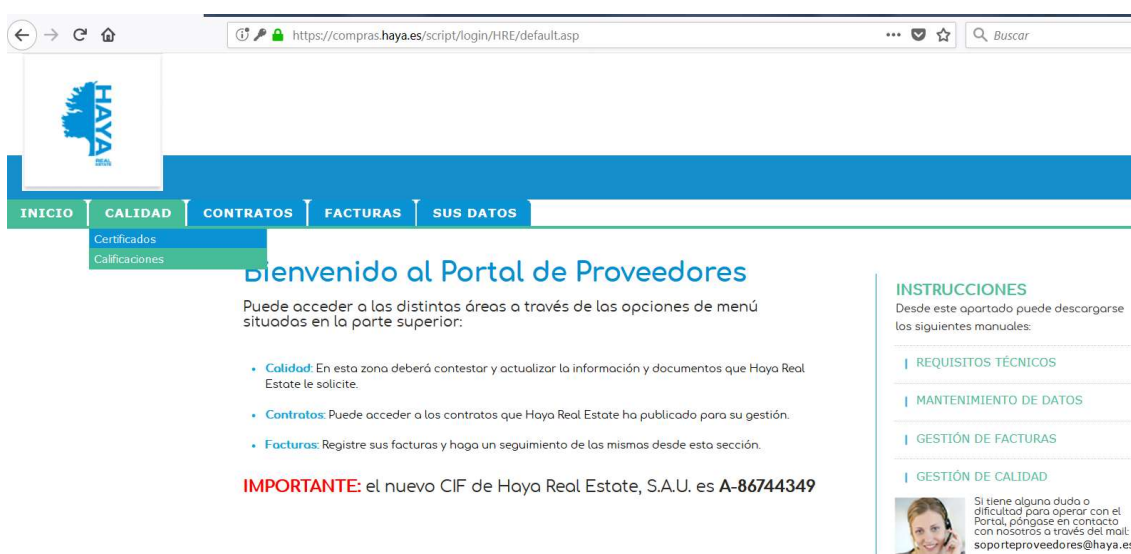 https://compras.haya.es/script/login/HRE/default.asp
Buscar
HAYA
REAL
ESTATE
INICIO
CALIDAD
CONTRATOS
FACTURAS
SUS DATOS
Certificados
Calificaciones
Bienvenido al Portal de Proveedores
Puede acceder a las distintas áreas a través de las opciones de menú
situadas en la parte superior:
• Calidad: En esta zona deberá contestar y actualizar la información y documentos que Haya Real
Estate le solicite.
• Contratos: Puede acceder a los contratos que Haya Real Estate ha publicado para su gestión.
• Facturas: Registre sus facturas y haga un seguimiento de las mismas desde esta sección.
IMPORTANTE: el nuevo CIF de Haya Real Estate, S.A.U. es A-86744349
INSTRUCCIONES
Desde este apartado puede descargarse
los siguientes manuales:
REQUISITOS TÉCNICOS
MANTENIMIENTO DE DATOS
GESTIÓN DE FACTURAS
GESTIÓN DE CALIDAD
Si tiene alguna duda o
dificultad para operar con el
Portal, póngase en contacto
con nosotros a través del mail:
soporteproveedores@haya.es